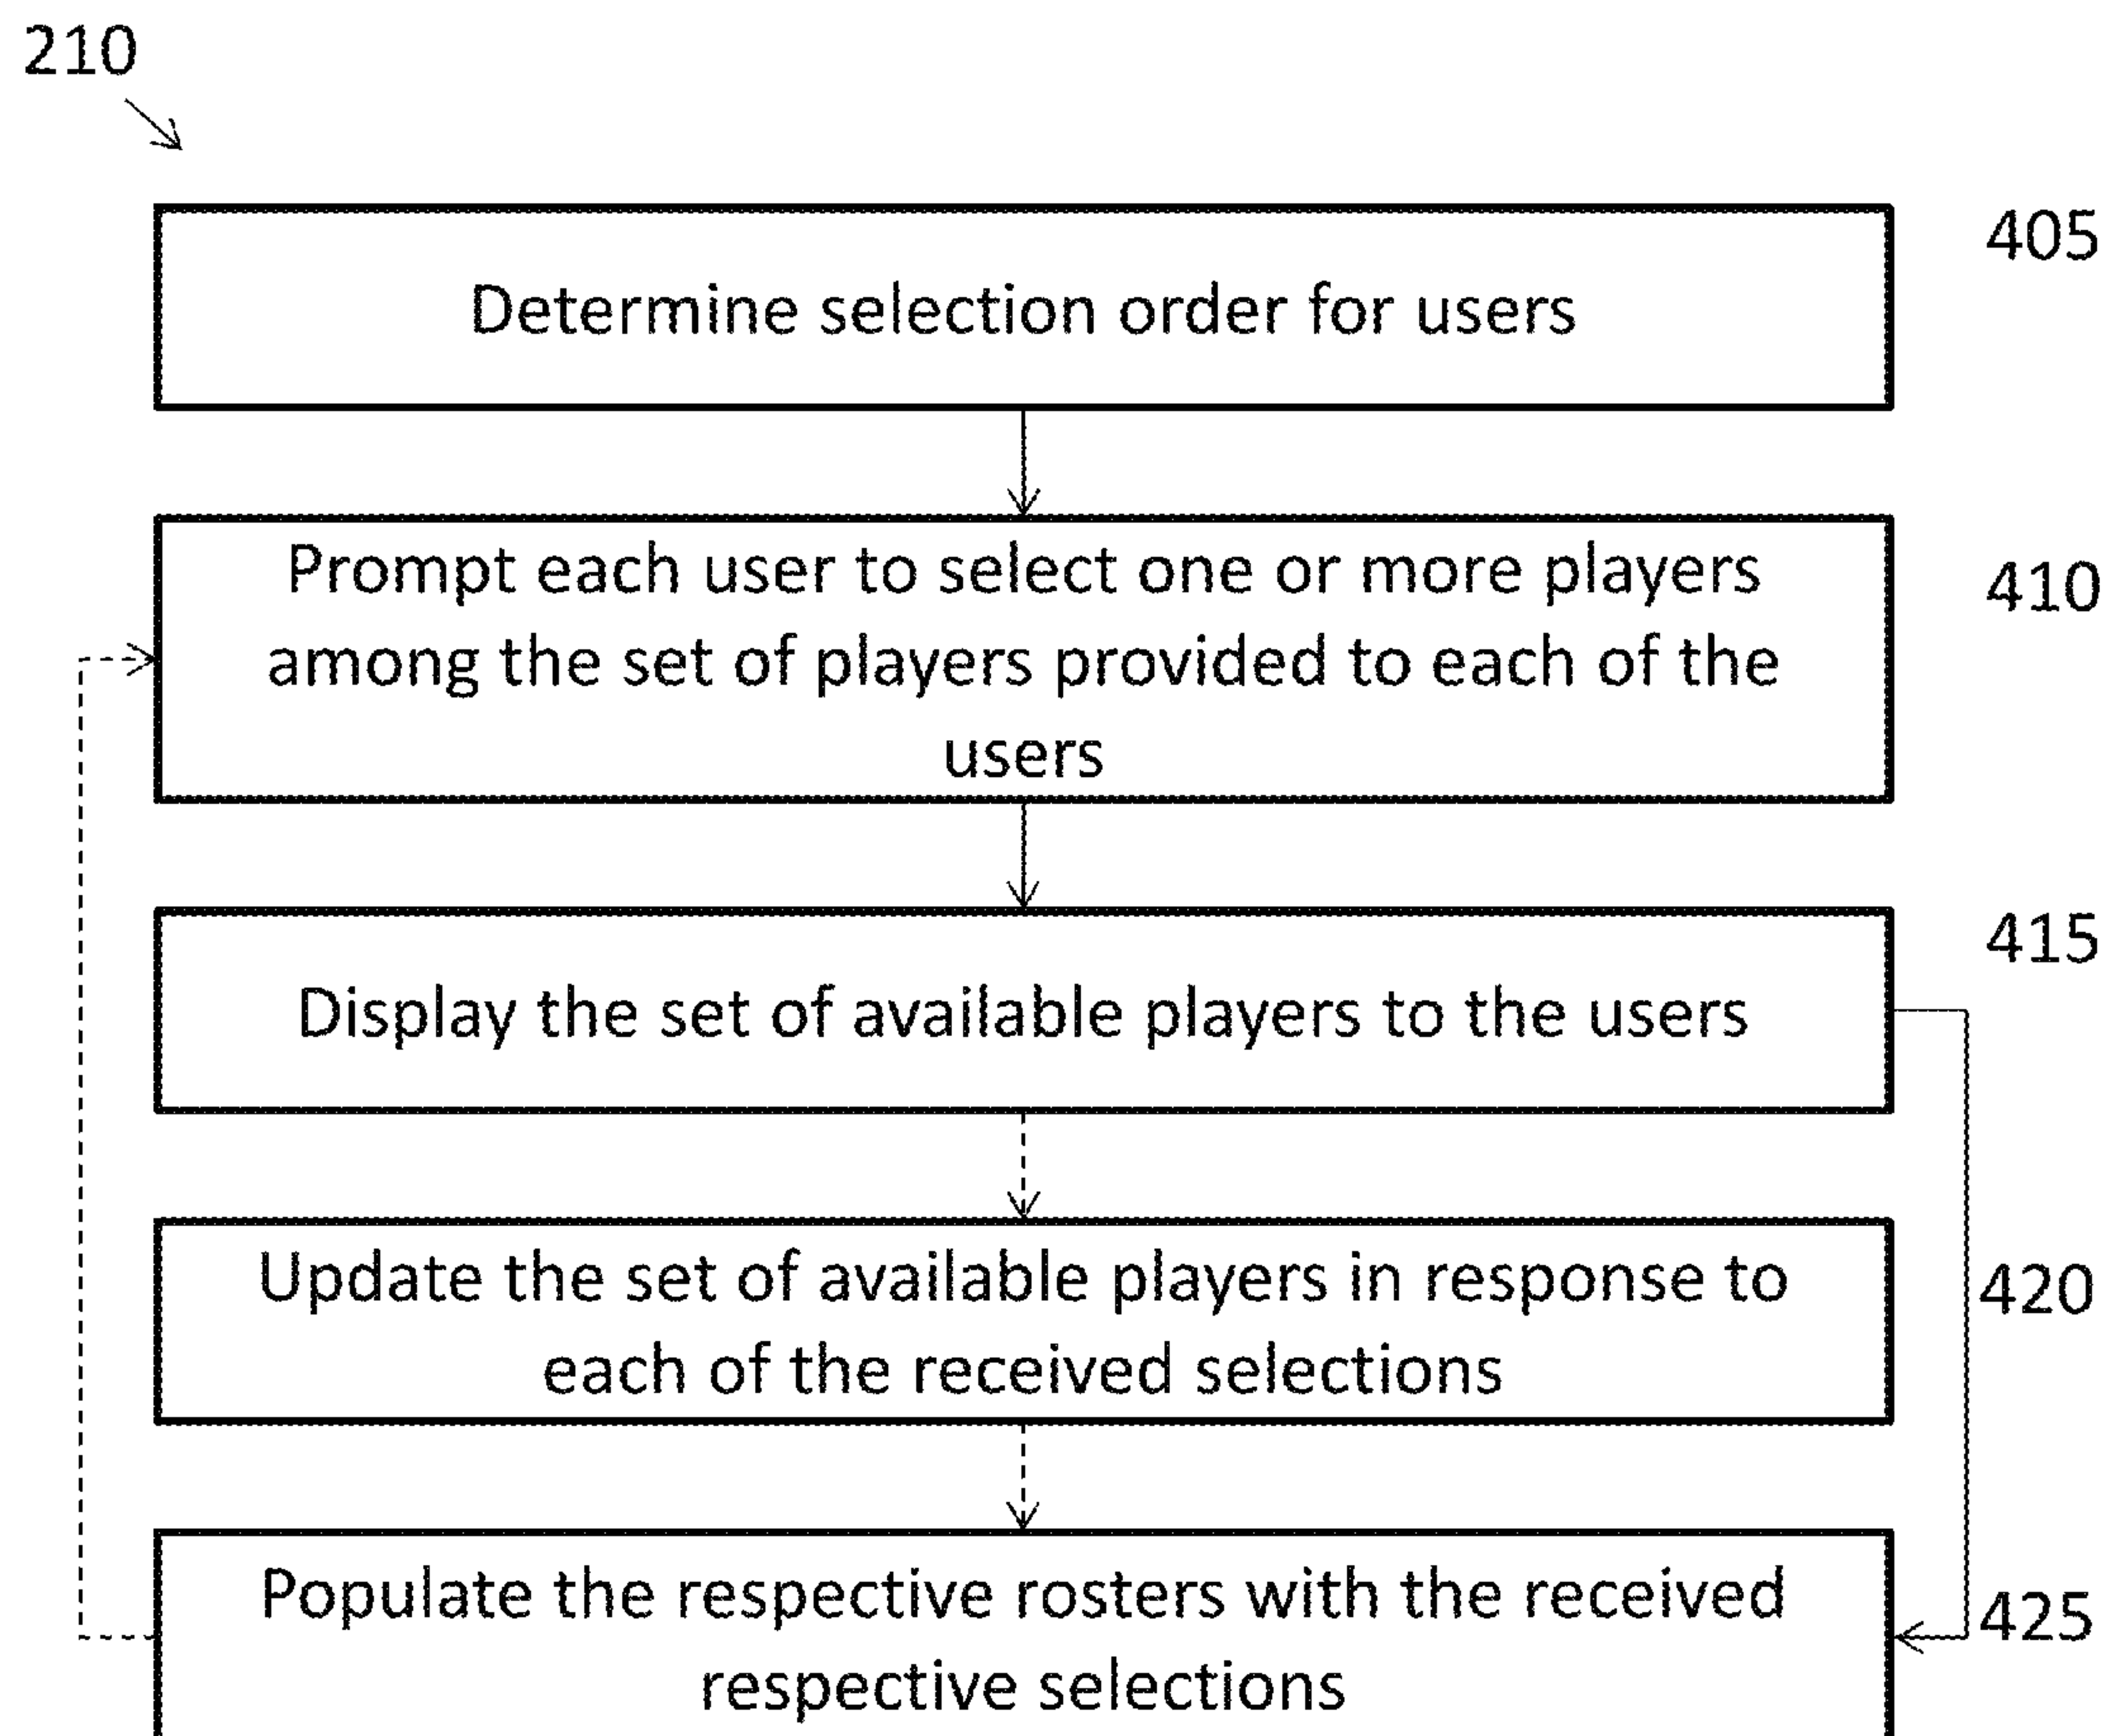 210
405
Determine selection order for users
Prompt each user to select one or more players
410
among the set of players provided to each of the
users
415
Display the set of available players to the users
Update the set of available players in response to
420
each of the received selections
Populate the respective rosters with the received
425
respective selections